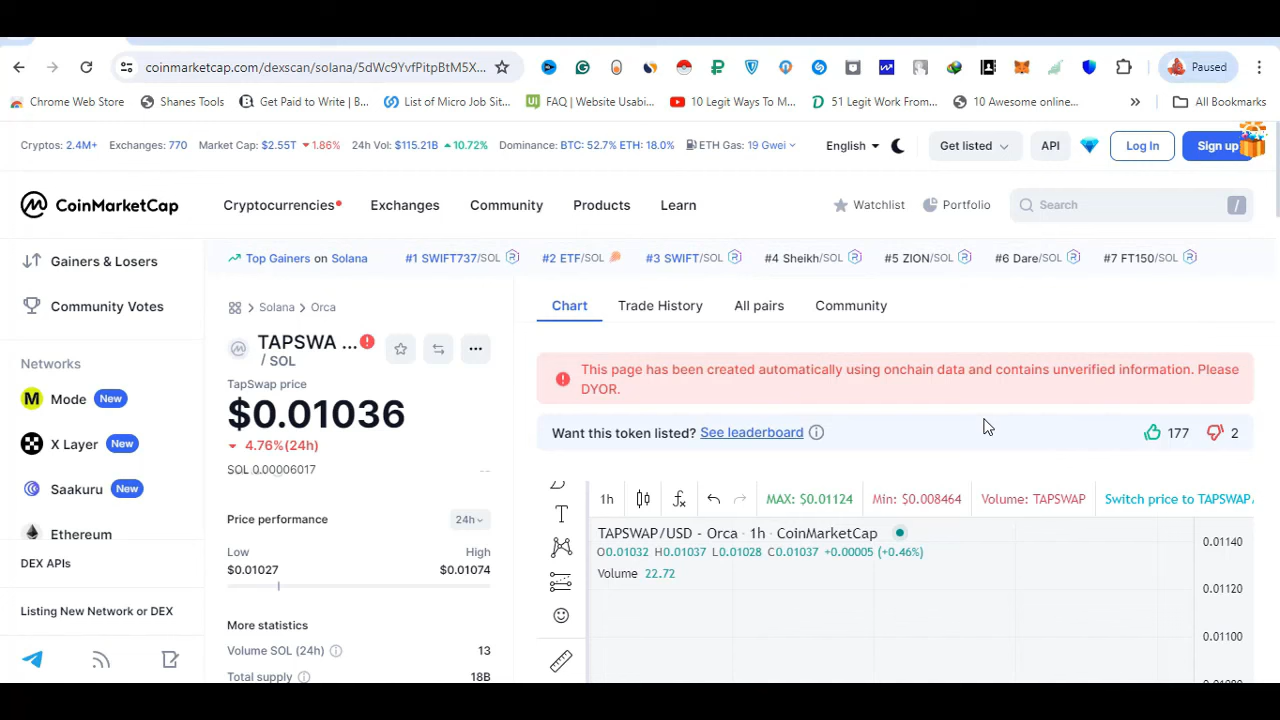 coinmarketcap.com/dexscan/solana/5dWc9YvfPitpBtM5X...
Paused
Chrome Web Store
Shanes Tools
Get Paid to Write | B...
List of Micro Job Sit...
FAQ | Website Usabi...
10 Legit Ways To M...
51 Legit Work From...
10 Awesome online...
All Bookmarks
Cryptos: 2.4M+ Exchanges: 770 Market Cap: $2.55T 1.86% 24h Vol: $115.21B 10.72% Dominance: BTC: 52.7% ETH: 18.0% ETH Gas: 19 Gwei
English
Get listed
API
Log In
Sign up
CoinMarketCap
Cryptocurrencies
Exchanges
Community
Products
Learn
Watchlist
Portfolio
Search
/
Gainers & Losers
Community Votes
Networks
Mode New
X Layer New
Saakuru New
Ethereum
DEX APIs
Listing New Network or DEX
Top Gainers on Solana
#1 SWIFT737/SOL
#2 ETF/SOL
#3 SWIFT/SOL
#4 Sheikh/SOL
#5 ZION/SOL
#6 Dare/SOL
#7 FT150/SOL
Solana > Orca
TAPSWA ...
/ SOL
TapSwap price
$0.01036
4.76%(24h)
SOL 0.00006017
--
Price performance
24h
Low
High
$0.01027
$0.01074
More statistics
Volume SOL (24h)
13
Total supply
18B
Chart
Trade History
All pairs
Community
This page has been created automatically using onchain data and contains unverified information. Please
DYOR.
Want this token listed? See leaderboard
177
2
1h
MAX: $0.01124
Min: $0.008464
Volume: TAPSWAP
Switch price to TAPSWAP/
TAPSWAP/USD - Orca · 1h · CoinMarketCap
O0.01032 H0.01037 L0.01028 C0.01037 +0.00005 (+0.46%)
Volume 22.72
0.01140
0.01120
0.01100